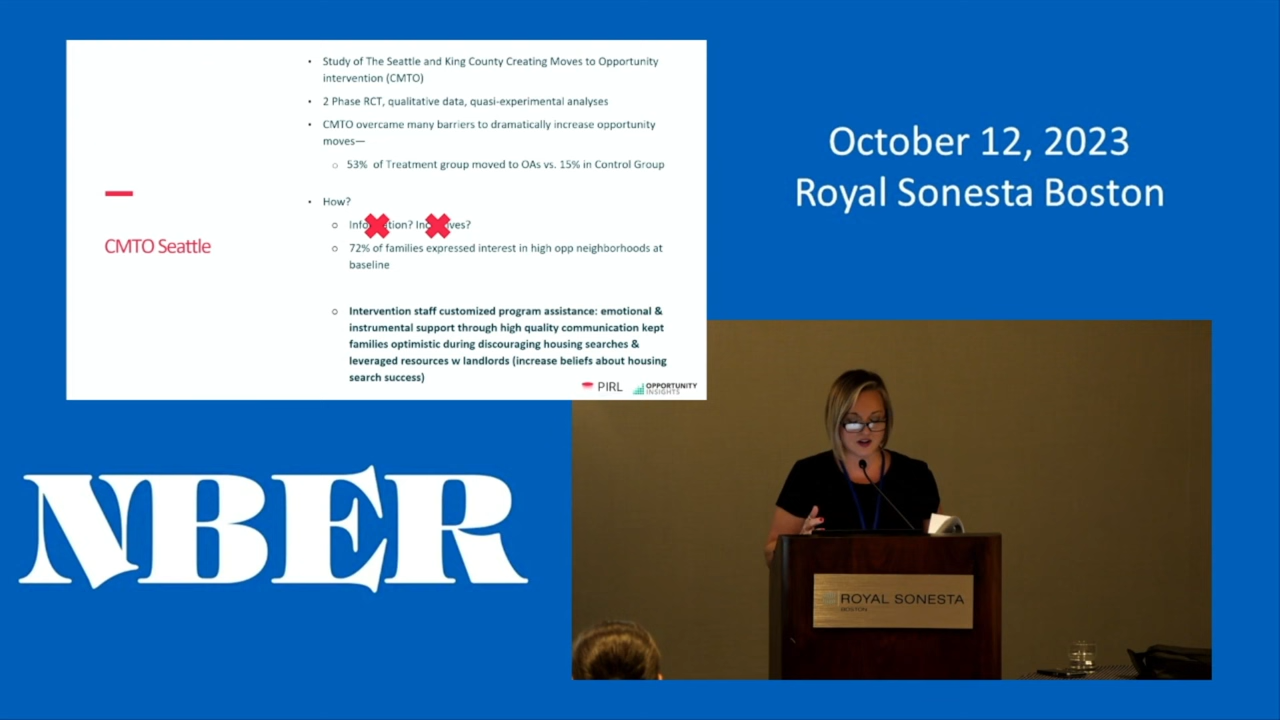 CMTO Seattle
Study of The Seattle and King County Creating Moves to Opportunity
intervention (CMTO)
2 Phase RCT, qualitative data, quasi-experimental analyses
CMTO overcame many barriers to dramatically increase opportunity
moves—
53% of Treatment group moved to OAs vs. 15% in Control Group
How?
72% of families expressed interest in high opp neighborhoods at
baseline
Intervention staff customized program assistance: emotional &
instrumental support through high quality communication kept
families optimistic during discouraging housing searches &
leveraged resources w landlords (increase beliefs about housing
search success)
PIRL
OPPORTUNITY
INSIGHTS
October 12, 2023
Royal Sonesta Boston
NBER
ROYAL SONESTA
BOSTON